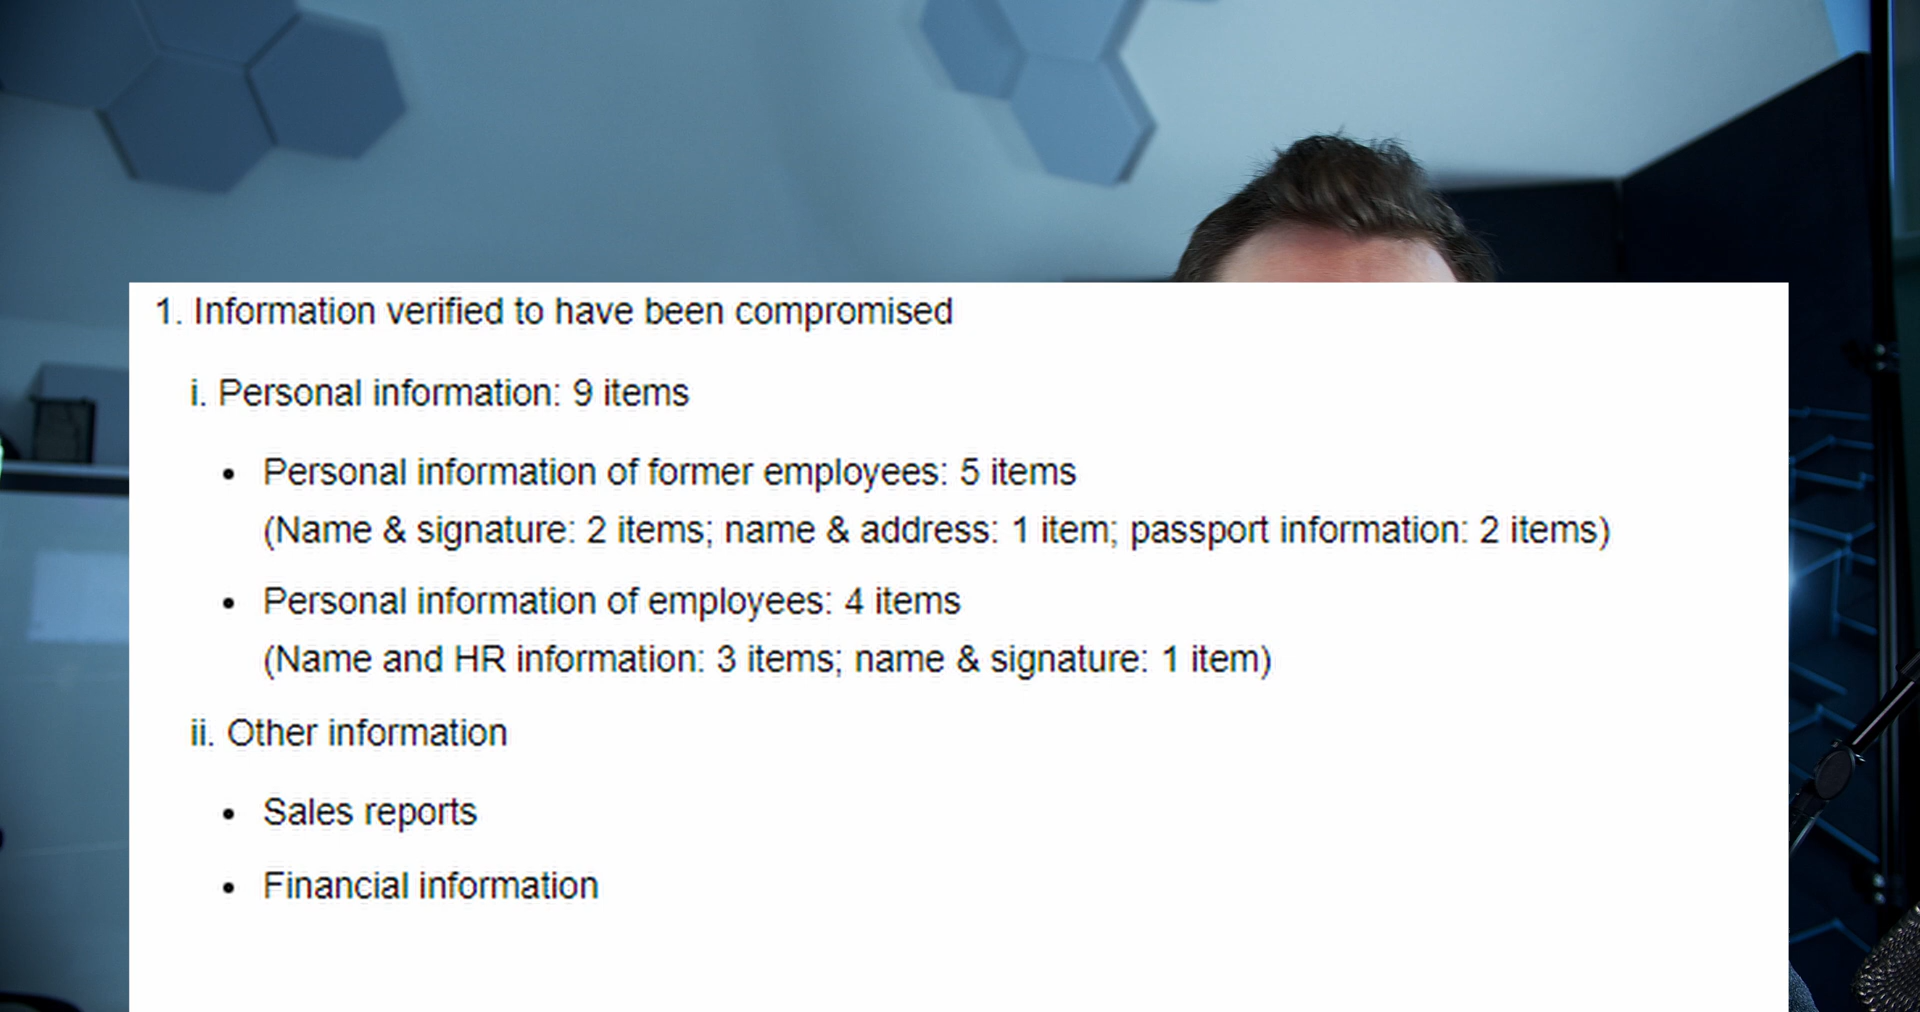 1. Information verified to have been compromised
i. Personal information: 9 items
• Personal information of former employees: 5 items
(Name & signature: 2 items; name & address: 1 item; passport information: 2 items)
• Personal information of employees: 4 items
(Name and HR information: 3 items; name & signature: 1 item)
ii. Other information
• Sales reports
• Financial information